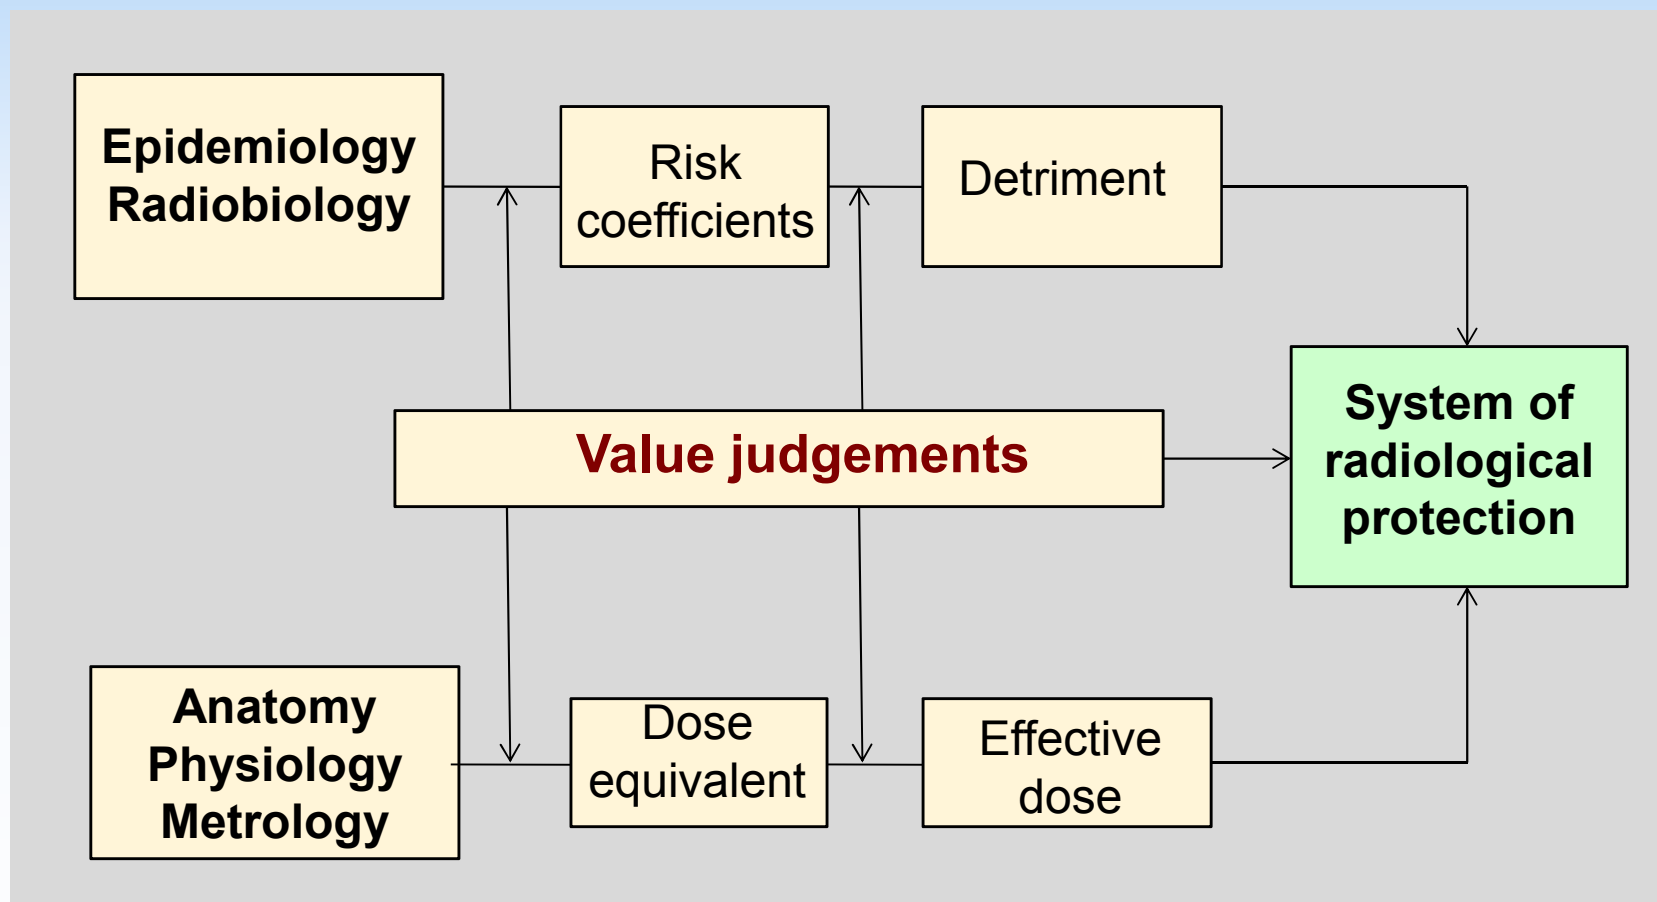 Epidemiology
Radiobiology
Risk
coefficients
Detriment
Value judgements
System of
radiological
protection
Anatomy
Physiology
Metrology
Dose
equivalent
Effective
dose